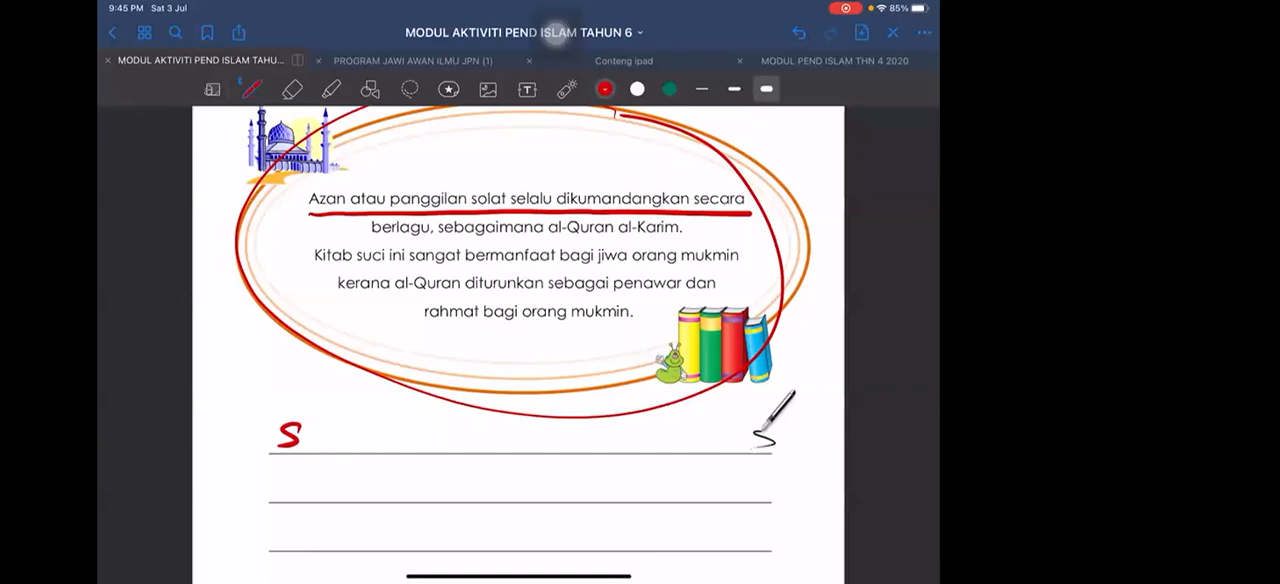 9:45 PM Sat 3 Jul
85%
MODUL AKTIVITI PEND ISLAM TAHUN 6
MODUL AKTIVITI PEND ISLAM TAHU...
PROGRAM JAWI AWAN ILMU JPN (1)
Conteng ipad
MODUL PEND ISLAM THN 4 2020
Azan atau panggilan solat selalu dikumandangkan secara
berlagu, sebagaimana al-Quran al-Karim.
Kitab suci ini sangat bermanfaat bagi jiwa orang mukmin
kerana al-Quran diturunkan sebagai penawar dan
rahmat bagi orang mukmin.
S